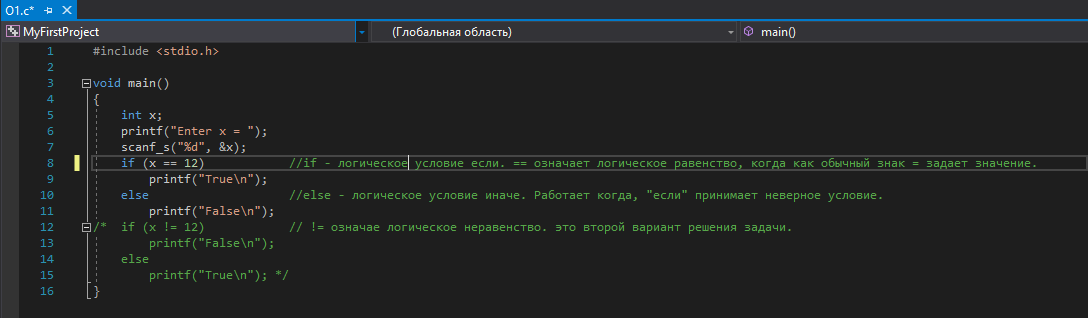 O1.c*
MyFirstProject (Глобальная область) main()
1 #include <stdio.h>
2
3 void main()
4 {
5 int x;
6 printf("Enter x = ");
7 scanf_s("%d", &x);
8 if (x == 12) //if - логическое условие если. == означает логическое равенство, когда как обычный знак = задает значение.
9 printf("True\n");
10 else //else - логическое условие иначе. Работает когда, "если" принимает неверное условие.
11 printf("False\n");
12 /* if (x != 12) // != означае логическое неравенство. это второй вариант решения задачи.
13 printf("False\n");
14 else
15 printf("True\n"); */
16 }